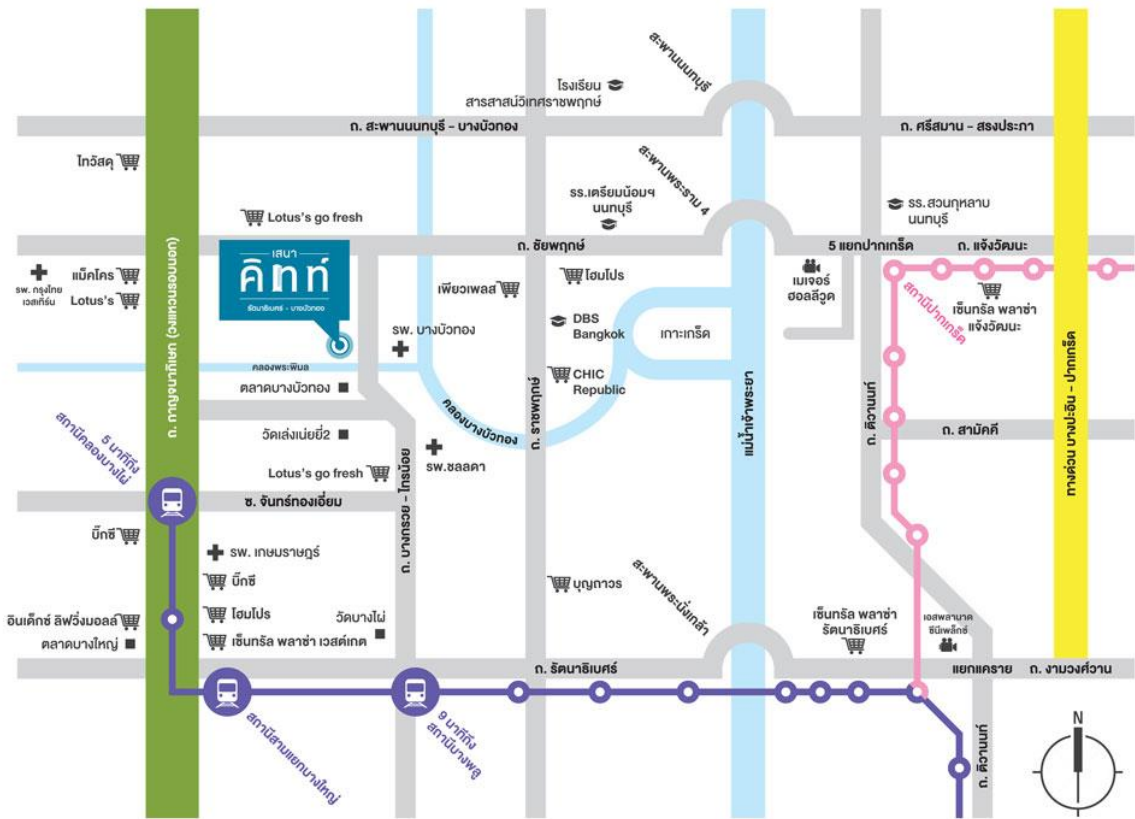 สะพานนนทบุรี
โรงเรียน
สารสาสน์วิเทศราชพฤกษ์
ถ. สะพานนนทบุรี - บางบัวทอง
ถ. ศรีสมาน - สรงประภา
ไทวัสดุ
สะพานพระราม 4
รร.เตรียมน้อมฯ
นนทบุรี
รร.สวนกุหลาบ
นนทบุรี
Lotus's go fresh
ถ. ชัยพฤกษ์
5 แยกปากเกร็ด
ถ. แจ้งวัฒนะ
เสนา
คิทท์
รัตนาธิเบศร์ - บางบัวทอง
รพ. กรุงไทย
เวสเทิร์น
แม็คโคร
Lotus's
เพียวเพลส
โฮมโปร
เมเจอร์
ฮอลลีวูด
สถานีปากเกร็ด
เซ็นทรัล พลาซ่า
แจ้งวัฒนะ
ถ. กาญจนาภิเษก (วงแหวนรอบนอก)
รพ. บางบัวทอง
DBS
Bangkok
เกาะเกร็ด
คลองพระพิมล
ตลาดบางบัวทอง
CHIC
Republic
คลองบางบัวทอง
ถ. ราชพฤกษ์
แม่น้ำเจ้าพระยา
ถ. ติวานนท์
ถ. สามัคคี
ทางด่วน บางปะอิน - ปากเกร็ด
5 นาทีถึง
สถานีคลองบางไผ่
วัดเล่งเน่ยยี่2
Lotus's go fresh
รพ.ชลลดา
ซ. จันทร์ทองเอี่ยม
ถ. บางกรวย - ไทรน้อย
บิ๊กซี
รพ. เกษมราษฎร์
บิ๊กซี
บุญถาวร
สะพานพระนั่งเกล้า
อินเด็กซ์ ลิฟวิ่งมอลล์
ตลาดบางใหญ่
โฮมโปร
วัดบางไผ่
เซ็นทรัล พลาซ่า เวสต์เกต
เซ็นทรัล พลาซ่า
รัตนาธิเบศร์
เอสพลานาด
ซีนีเพล็กซ์
ถ. รัตนาธิเบศร์
แยกแคราย
ถ. งามวงศ์วาน
สถานีสามแยกบางใหญ่
9 นาทีถึง
สถานีบางพลู
ถ. ติวานนท์
N